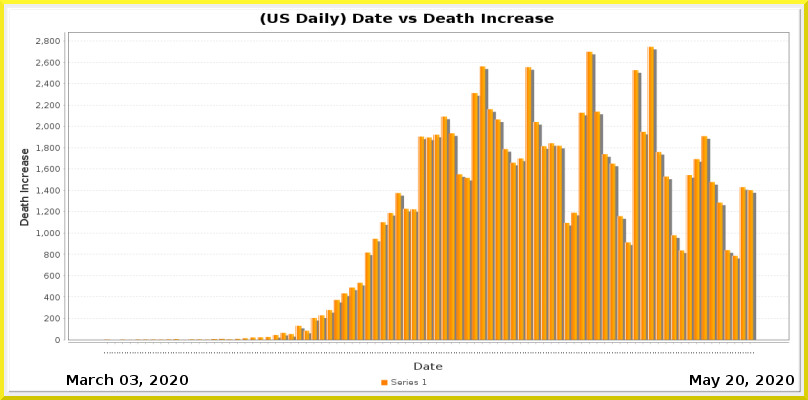 (US Daily) Date vs Death Increase
2,800
2,600
2,400
2,200
2,000
1,800
1,600
1,400
1,200
1,000
800
600
400
200
0
Death Increase
Date
March 03, 2020
Series 1
May 20, 2020